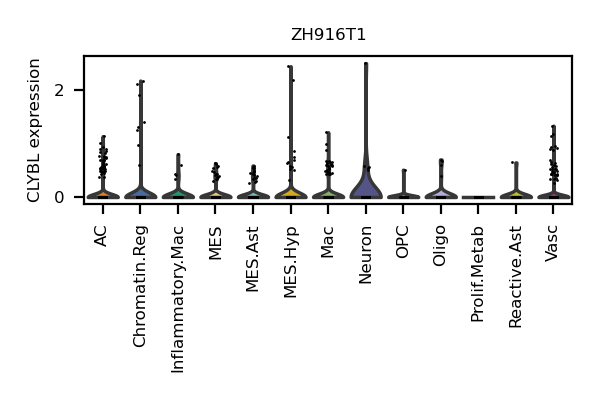 ZH916T1
CLYBL expression
2
0
AC
Chromatin.Reg
Inflammatory.Mac
MES
MES.Ast
MES.Hyp
Mac
Neuron
OPC
Oligo
Prolif.Metab
Reactive.Ast
Vasc